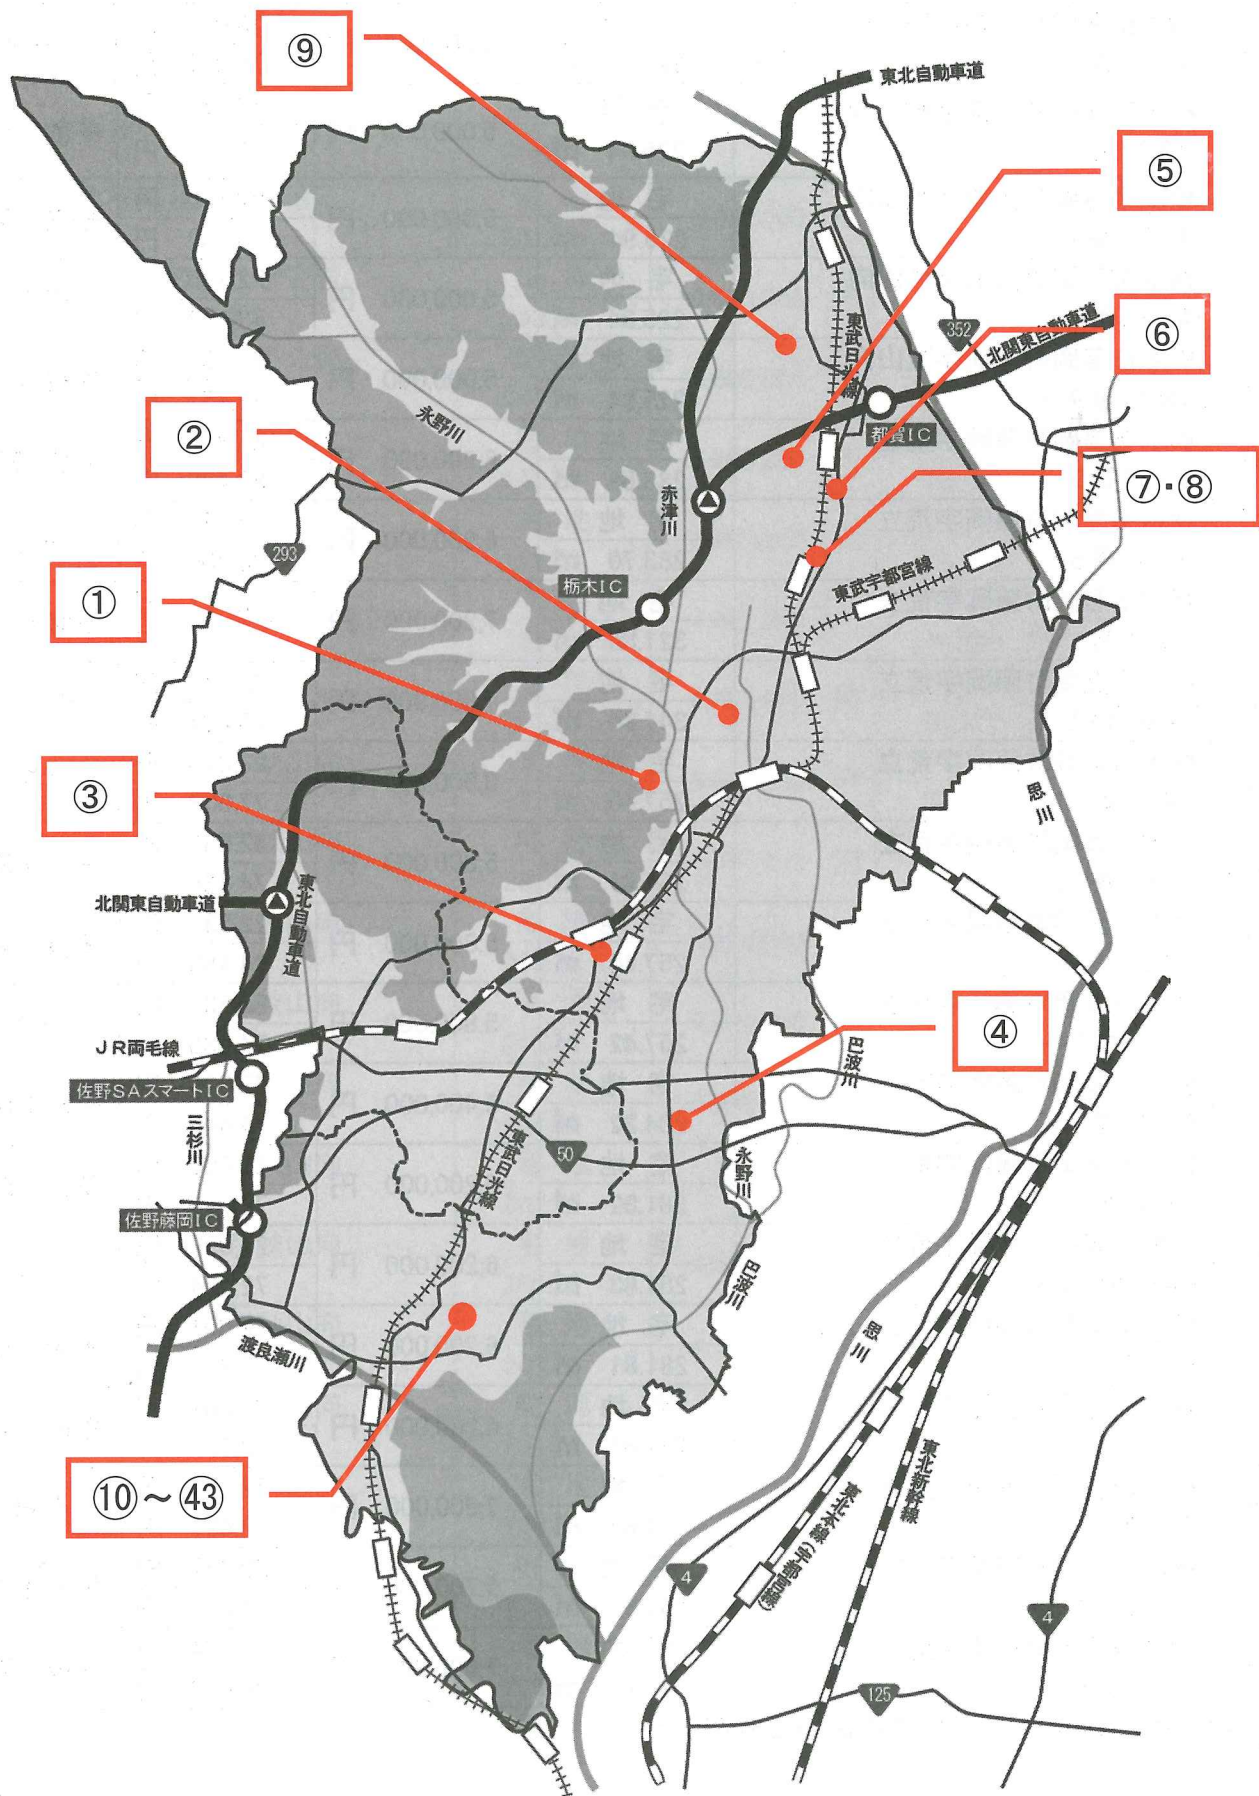 ⑨
東北自動車道
⑤
352
北関東自動車道
⑥
東武日光線
永野川
②
都賀IC
⑦・⑧
赤津川
293
栃木IC
東武宇都宮線
①
③
思川
北関東自動車道
東北自動車道
④
JR両毛線
巴波川
佐野SAスマートIC
三杉川
東武日光線
50
永野川
佐野藤岡IC
巴波川
思川
渡良瀬川
⑩～㊸
東北新幹線
東北本線(宇都宮線)
4
4
125